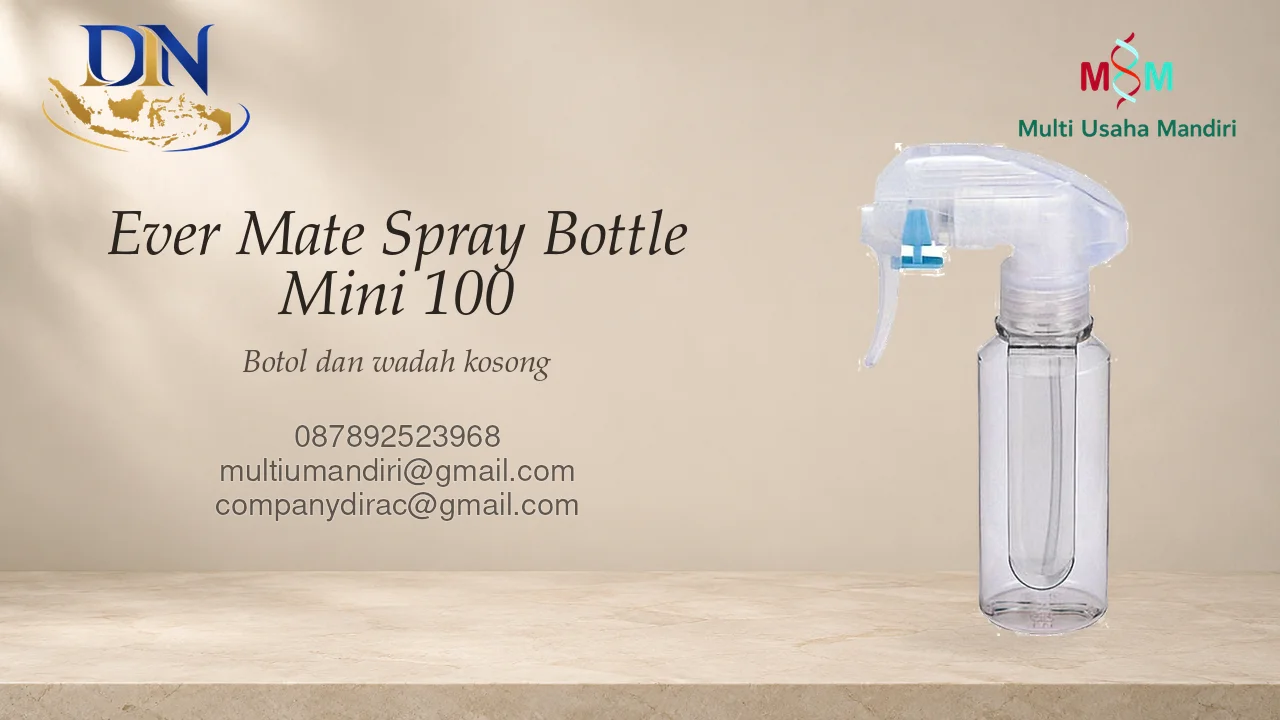 DN
M M
Multi Usaha Mandiri
Ever Mate Spray Bottle
Mini 100
Botol dan wadah kosong
087892523968
multiumandiri@gmail.com
companydirac@gmail.com